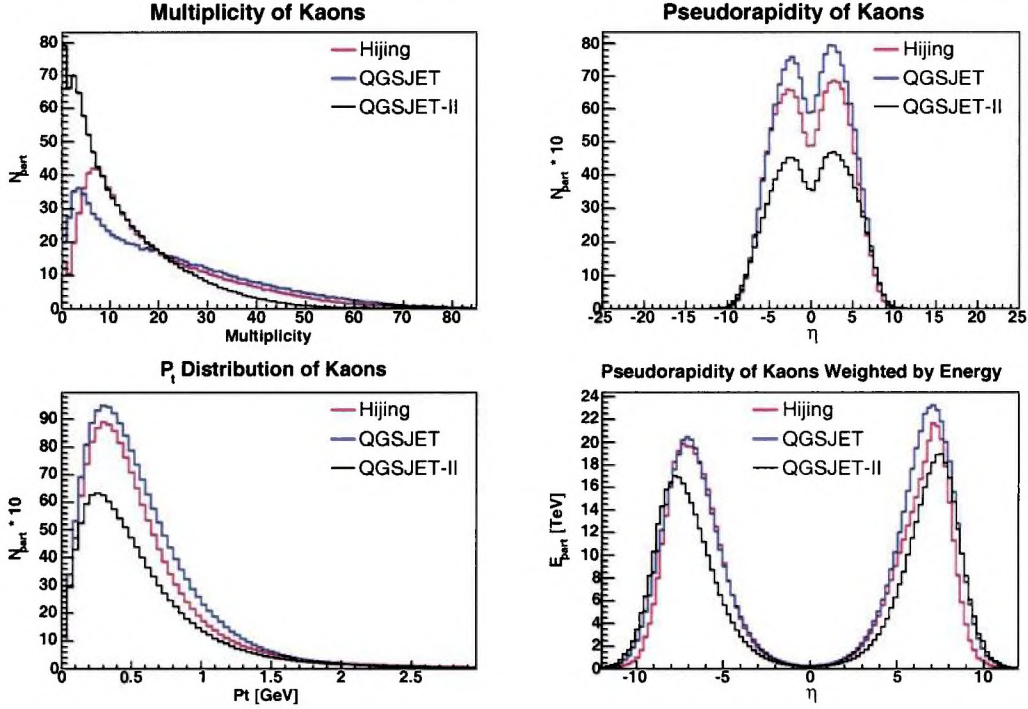 Multiplicity of Kaons
N part
80
70
60
50
40
30
20
10
0
Hijing
QGSJET
QGSJET-II
0 10 20 30 40 50 60 70 80
Multiplicity
Pseudorapidity of Kaons
N part * 10
80
70
60
50
40
30
20
10
0
Hijing
QGSJET
QGSJET-II
-25 -20 -15 -10 -5 0 5 10 15 20 25
η
Pt Distribution of Kaons
N part * 10
90
80
70
60
50
40
30
20
10
0
Hijing
QGSJET
QGSJET-II
0 0.5 1 1.5 2 2.5
Pt [GeV]
Pseudorapidity of Kaons Weighted by Energy
E part [TeV]
24
22
20
18
16
14
12
10
8
6
4
2
0
Hijing
QGSJET
QGSJET-II
-10 -5 0 5 10
η